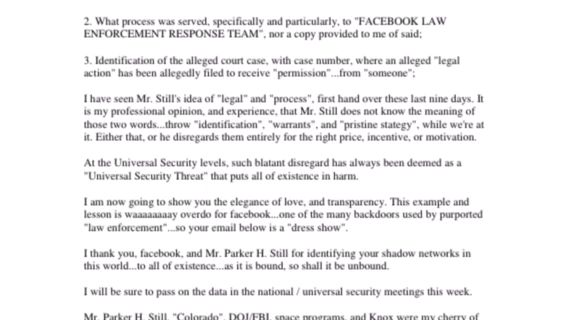 2. What process was served, specifically and particularly, to "FACEBOOK LAW
ENFORCEMENT RESPONSE TEAM", nor a copy provided to me of said;
3. Identification of the alleged court case, with case number, where an alleged "legal
action" has been allegedly filed to receive "permission"...from "someone";
I have seen Mr. Still's idea of "legal" and "process", first hand over these last nine days. It
is my professional opinion, and experience, that Mr. Still does not know the meaning of
those two words...throw "identification", "warrants", and "pristine stategy", while we're at
it. Either that, or he disregards them entirely for the right price, incentive, or motivation.
At the Universal Security levels, such blatant disregard has always been deemed as a
"Universal Security Threat" that puts all of existence in harm.
I am now going to show you the elegance of love, and transparency. This example and
lesson is waaaaaaaay overdo for facebook...one of the many backdoors used by purported
"law enforcement"...so your email below is a "dress show".
I thank you, facebook, and Mr. Parker H. Still for identifying your shadow networks in
this world...to all of existence...as it is bound, so shall it be unbound.
I will be sure to pass on the data in the national / universal security meetings this week.
Mr. Parker H. Still, "Colorado", DOJ/FBI, space programs, and Knox were my cherry of